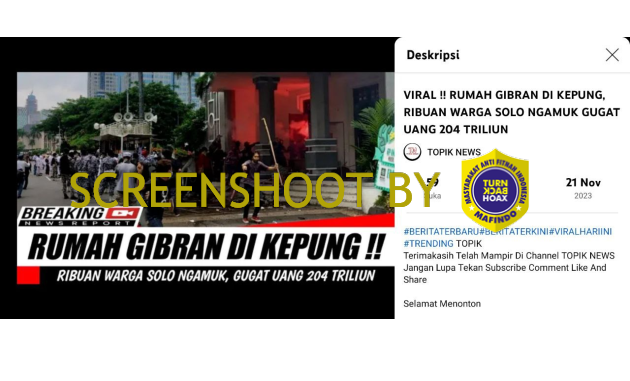 Deskripsi
VIRAL !! RUMAH GIBRAN DI KEPUNG,
RIBUAN WARGA SOLO NGAMUK GUGAT
UANG 204 TRILIUN
TOPIK NEWS
59
21 Nov
2023
#BERITATERBARU#BERITATERKINI#VIRALHARIINI
#TRENDING TOPIK
Terimakasih Telah Mampir Di Channel TOPIK NEWS
Jangan Lupa Tekan Subscribe Comment Like And
Share
Selamat Menonton
BREAKING
NEWS REPORT
RUMAH GIBRAN DI KEPUNG !!
RIBUAN WARGA SOLO NGAMUK, GUGAT UANG 204 TRILIUN
SCREENSHOOT BY
MASYARAKAT ANTI FITNAH INDONESIA
TURN
BACK
HOAX
MAFINDO